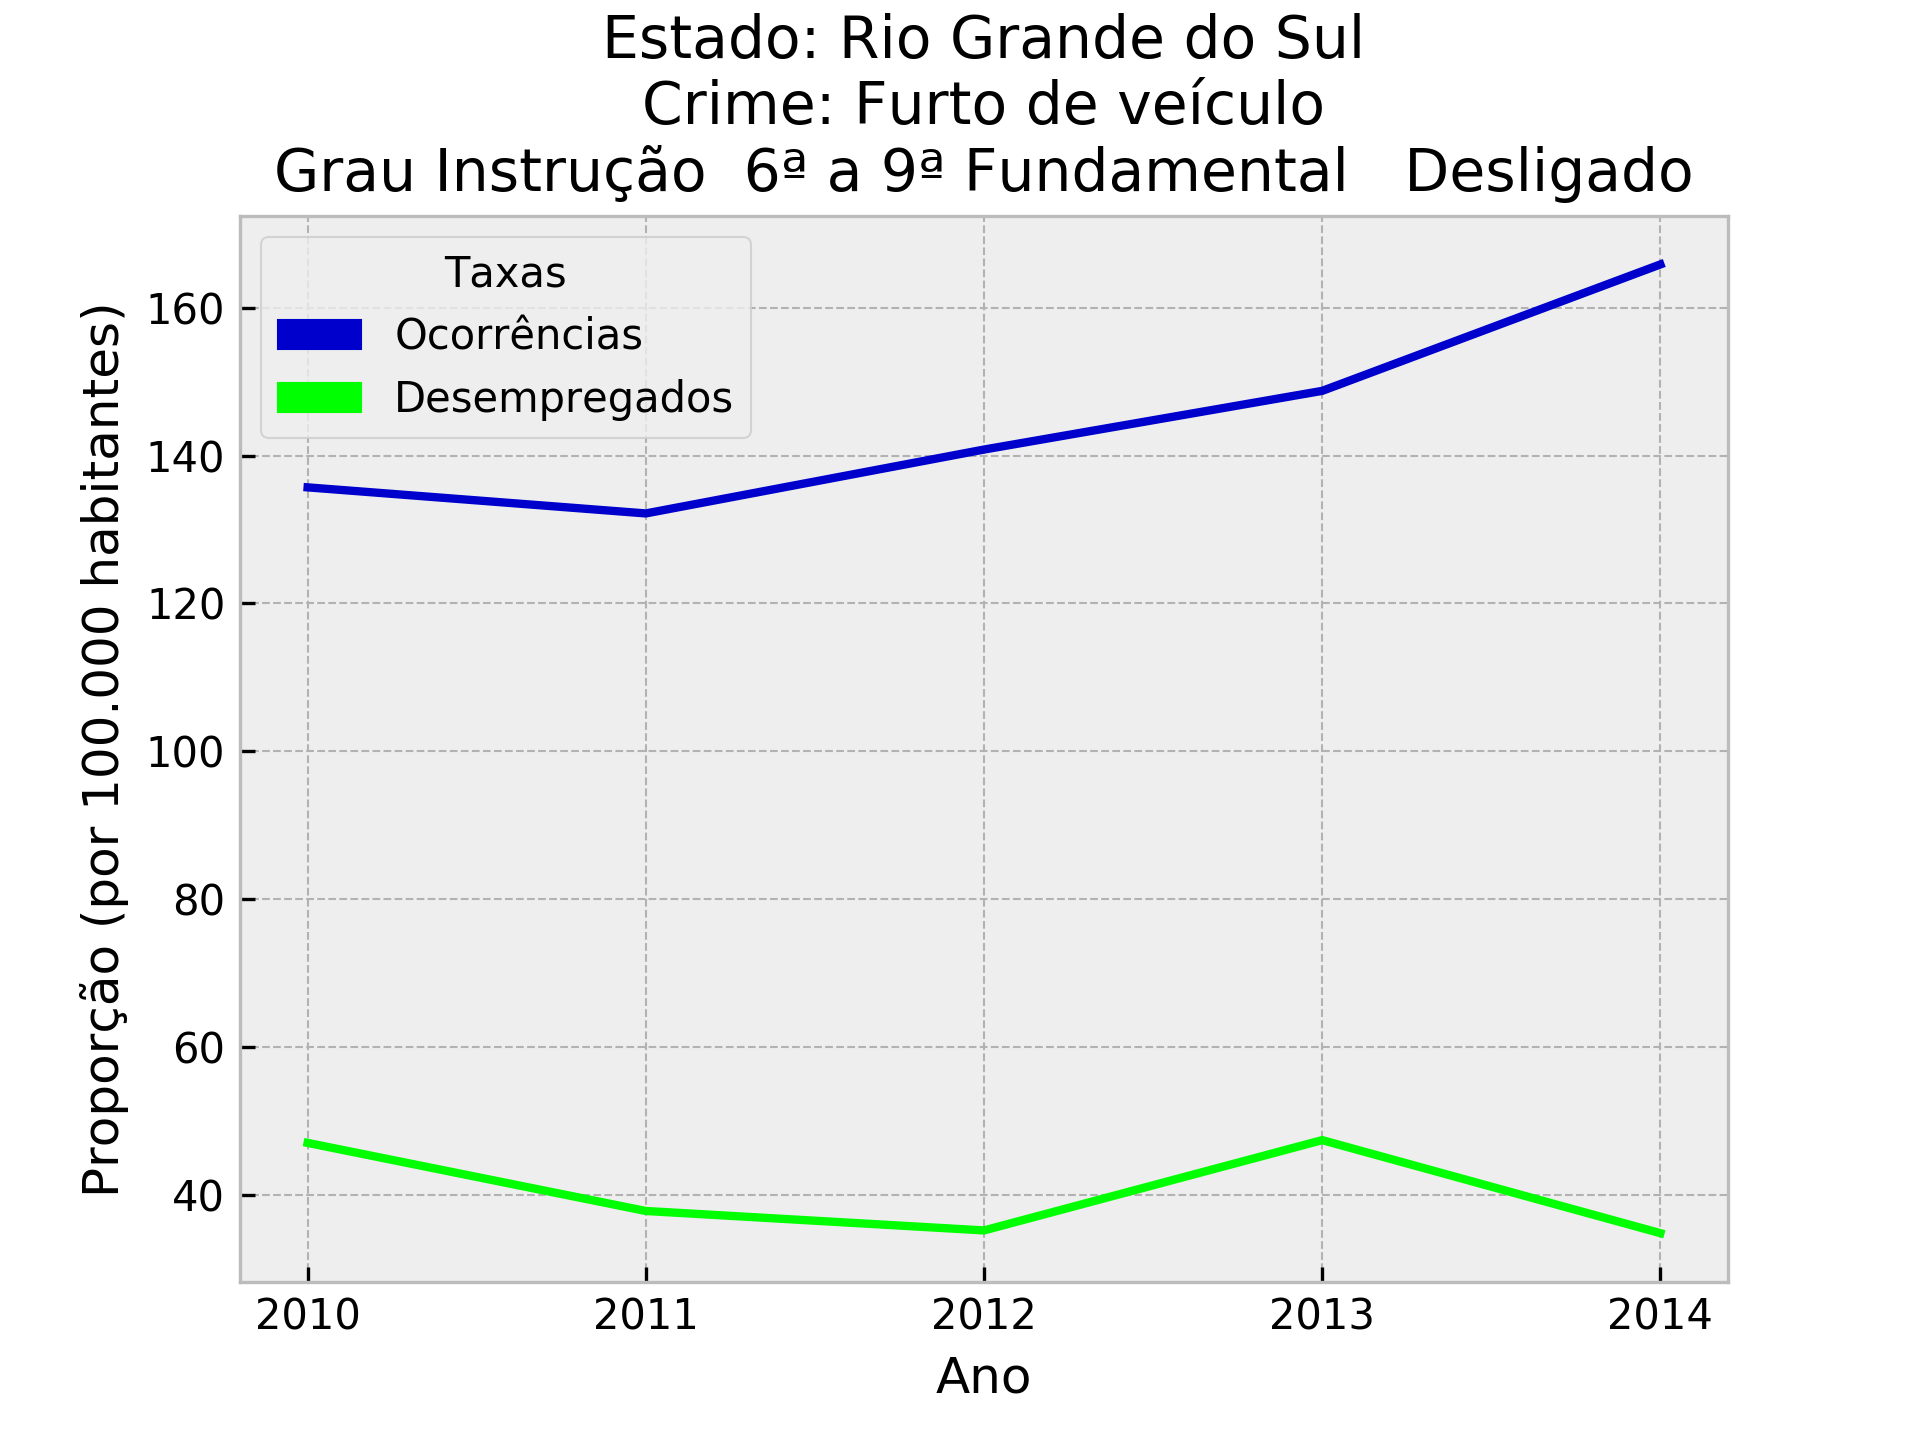 Estado: Rio Grande do Sul
Crime: Furto de veículo
Grau Instrução  6ª a 9ª Fundamental   Desligado
Taxas
Ocorrências
Desempregados
Proporção (por 100.000 habitantes)
160
140
120
100
80
60
40
2010
2011
2012
2013
2014
Ano